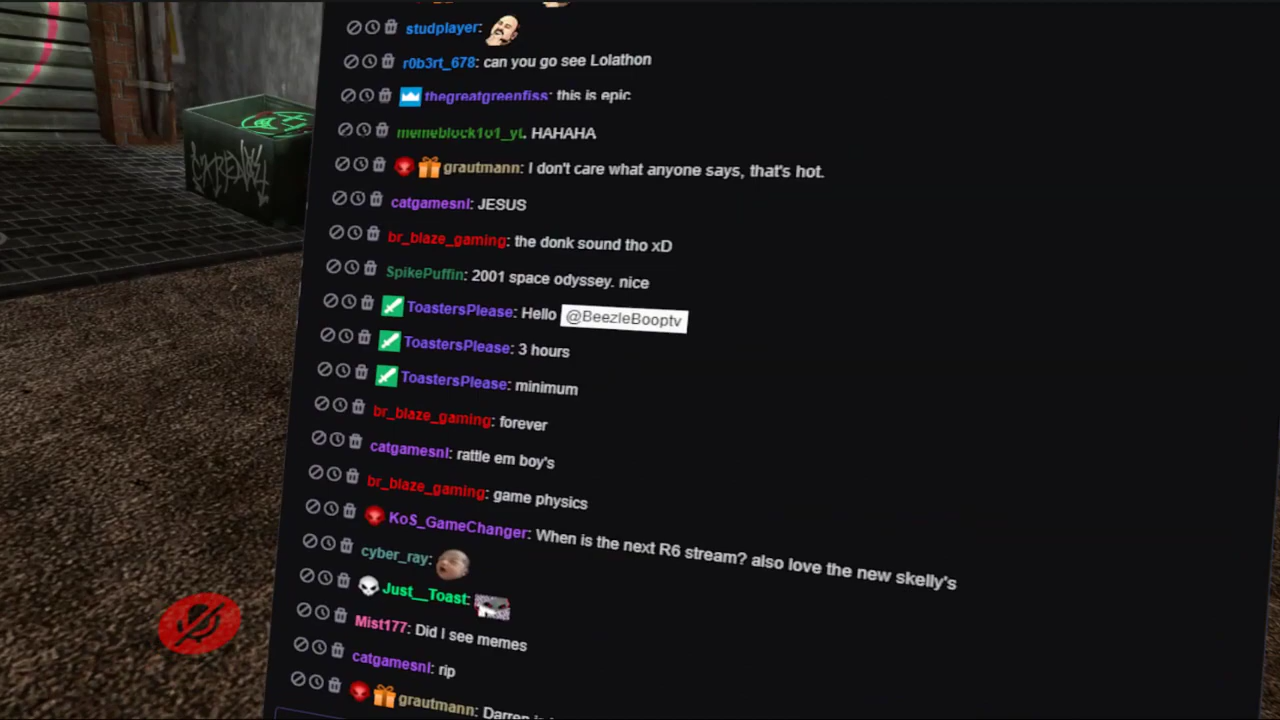 studplayer:
r0b3rt_678: can you go see Lolathon
thegreatgreenfiss: this is epic
memeblock1o1_yt. HAHAHA
grautmann: I don't care what anyone says, that's hot.
catgamesnl: JESUS
br_blaze_gaming: the donk sound tho xD
SpikePuffin: 2001 space odyssey. nice
ToastersPlease: Hello @BeezleBooptv
ToastersPlease: 3 hours
ToastersPlease: minimum
br_blaze_gaming: forever
catgamesnl: rattle em boy's
br_blaze_gaming: game physics
KoS_GameChanger: When is the next R6 stream? also love the new skelly's
cyber_ray:
Just__Toast:
Mist177: Did I see memes
catgamesnl: rip
grautmann: Darren